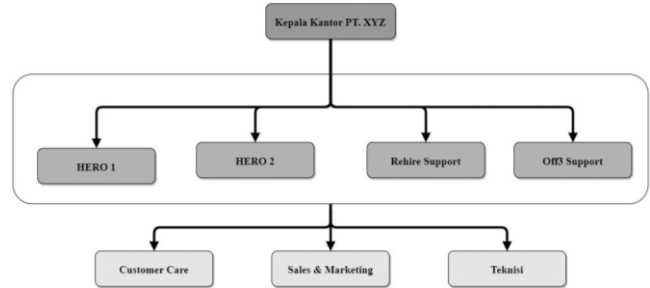 Kepala Kantor PT. XYZ
HERO 1
HERO 2
Rehire Support
Off3 Support
Customer Care
Sales & Marketing
Teknisi